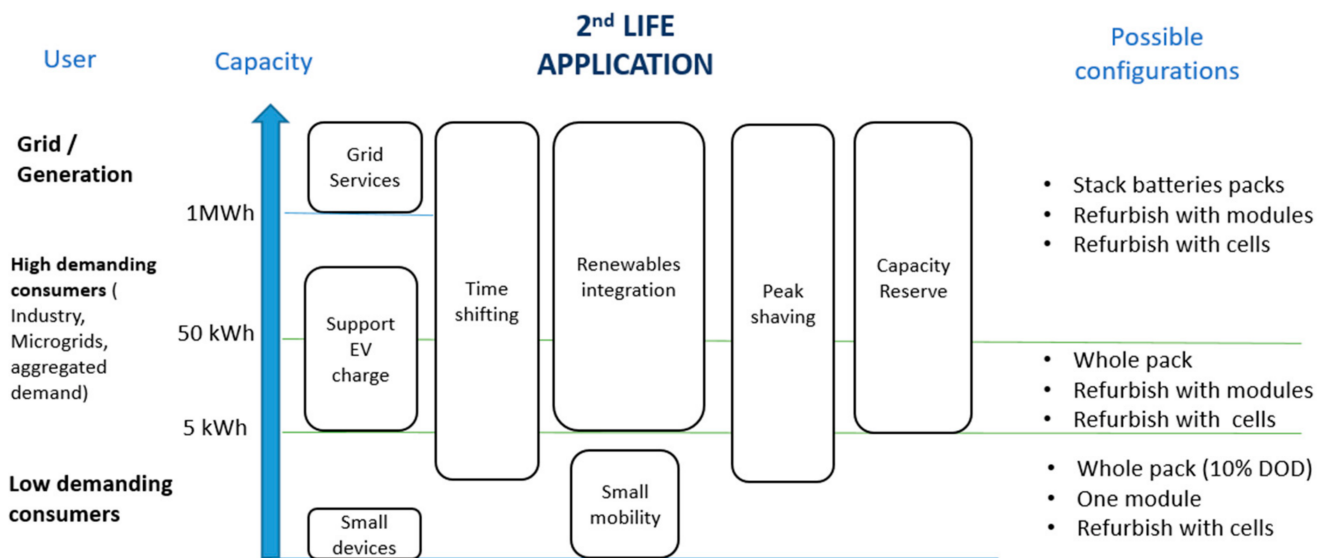 User
Capacity
2nd LIFE
APPLICATION
Possible
configurations
Grid /
Generation
1MWh
High demanding
consumers (
Industry,
Microgrids,
aggregated
demand)
50 kWh
5 kWh
Low demanding
consumers
Grid
Services
Support
EV
charge
Small
devices
Time
shifting
Renewables
integration
Small
mobility
Peak
shaving
Capacity
Reserve
• Stack batteries packs
• Refurbish with modules
• Refurbish with cells
• Whole pack
• Refurbish with modules
• Refurbish with cells
• Whole pack (10% DOD)
• One module
• Refurbish with cells